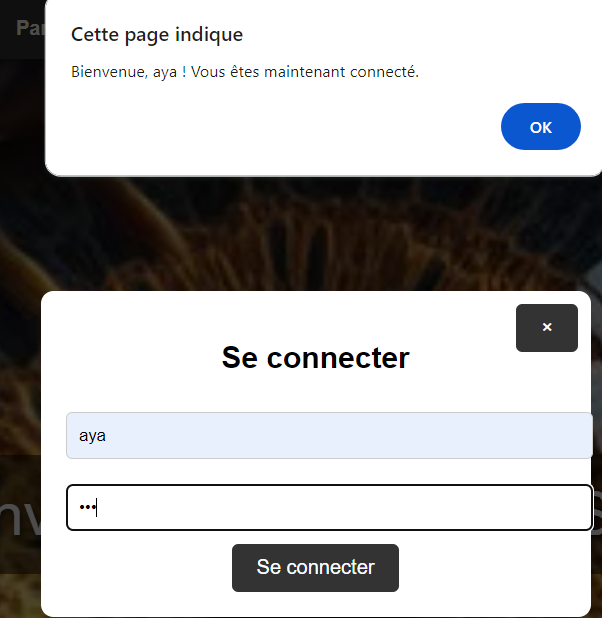 Cette page indique
Bienvenue, aya ! Vous êtes maintenant connecté.
OK
×
Se connecter
aya
•••
Se connecter